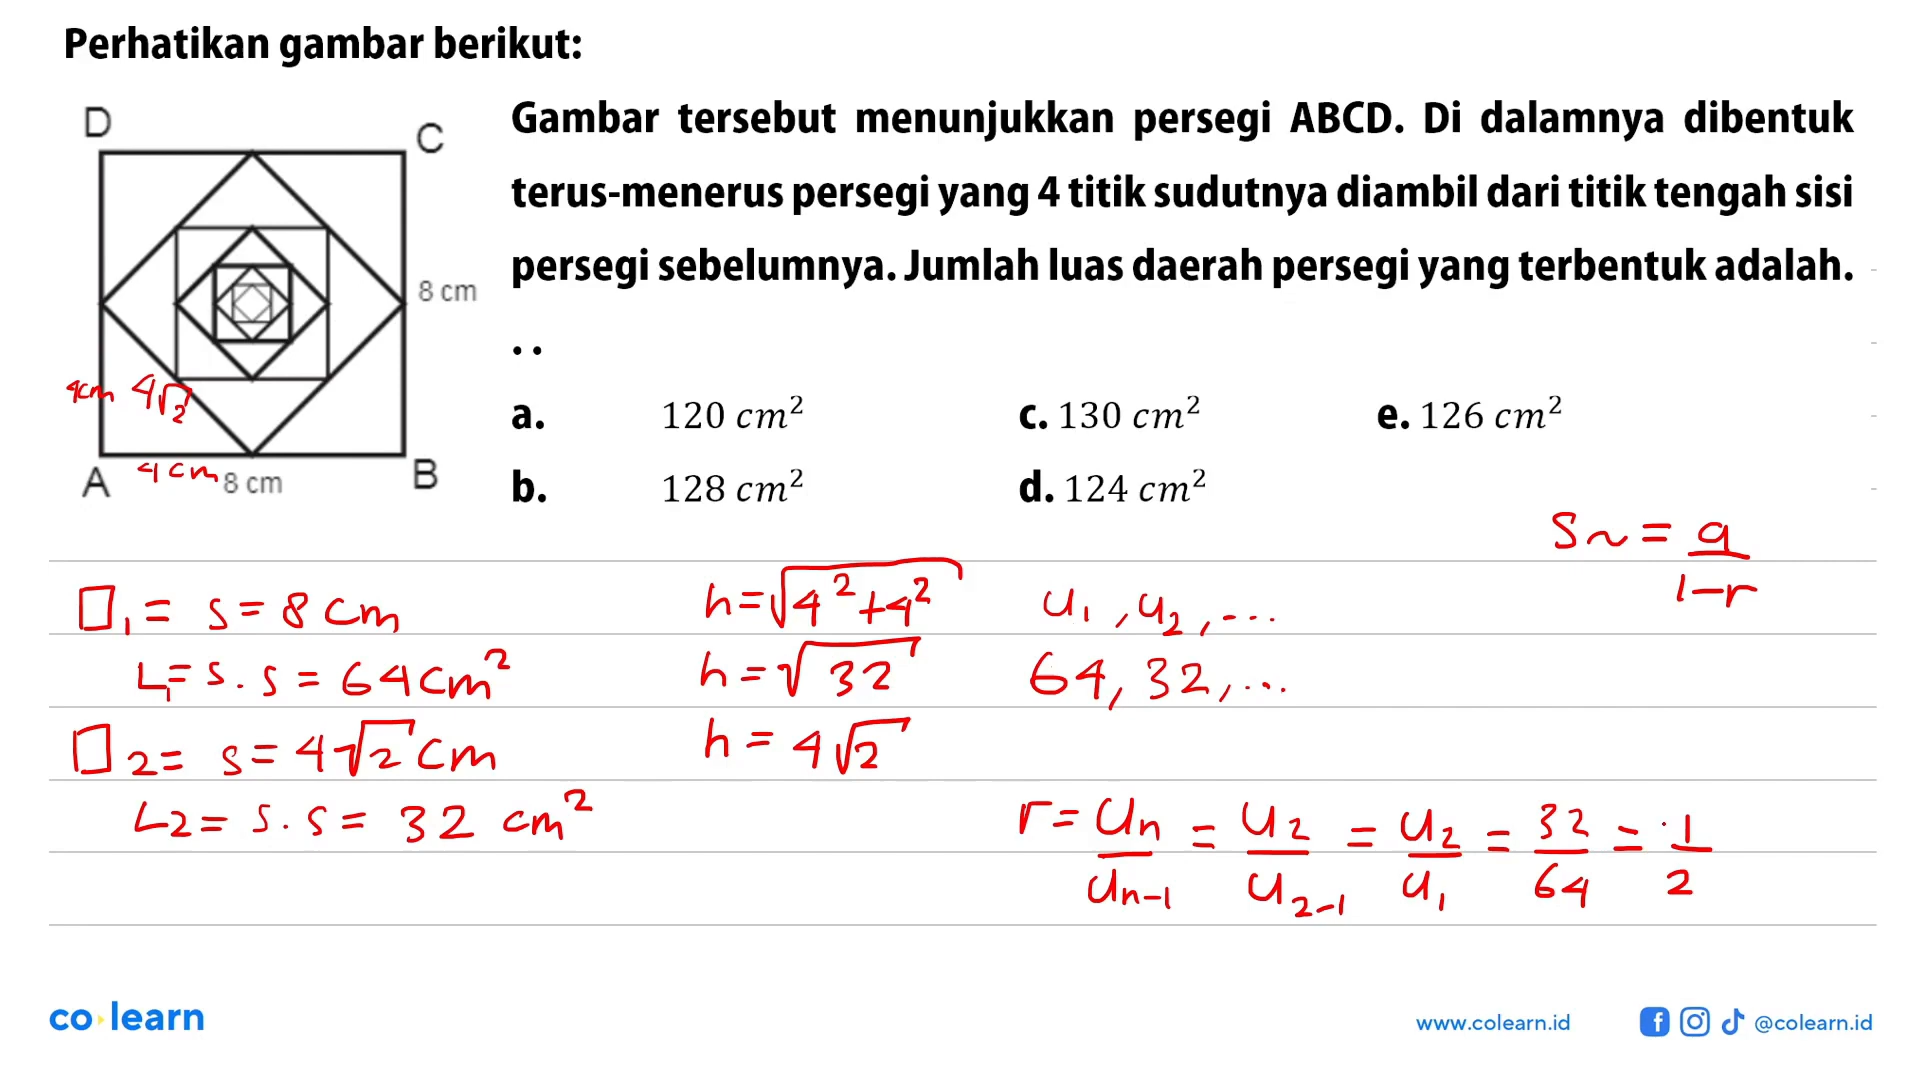 Perhatikan gambar berikut:
D
C
8 cm
A
8 cm
B
4cm
4√2
4cm
Gambar tersebut menunjukkan persegi ABCD. Di dalamnya dibentuk
terus-menerus persegi yang 4 titik sudutnya diambil dari titik tengah sisi
persegi sebelumnya. Jumlah luas daerah persegi yang terbentuk adalah.
. .
a. 120 cm² c. 130 cm² e. 126 cm²
b. 128 cm² d. 124 cm²
S~ = a/(1-r)
□₁ = s = 8 cm
L₁ = s . s = 64 cm²
□₂ = s = 4√2 cm
L₂ = s . s = 32 cm²
h = √(4² + 4²)
h = √32
h = 4√2
U₁, U₂, ...
64, 32, ...
r = Uₙ/Uₙ₋₁ = U₂/U₂₋₁ = U₂/U₁ = 32/64 = 1/2
co learn
www.colearn.id
@colearn.id